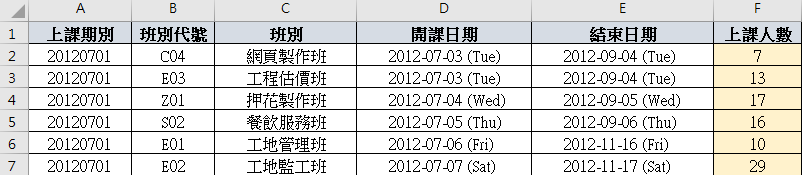 A B C D E F
1 上課期別 班別代號 班別 開課日期 結束日期 上課人數
2 20120701 C04 網頁製作班 2012-07-03 (Tue) 2012-09-04 (Tue) 7
3 20120701 E03 工程估價班 2012-07-03 (Tue) 2012-09-04 (Tue) 13
4 20120701 Z01 押花製作班 2012-07-04 (Wed) 2012-09-05 (Wed) 17
5 20120701 S02 餐飲服務班 2012-07-05 (Thu) 2012-09-06 (Thu) 16
6 20120701 E01 工地管理班 2012-07-06 (Fri) 2012-11-16 (Fri) 10
7 20120701 E02 工地監工班 2012-07-07 (Sat) 2012-11-17 (Sat) 29